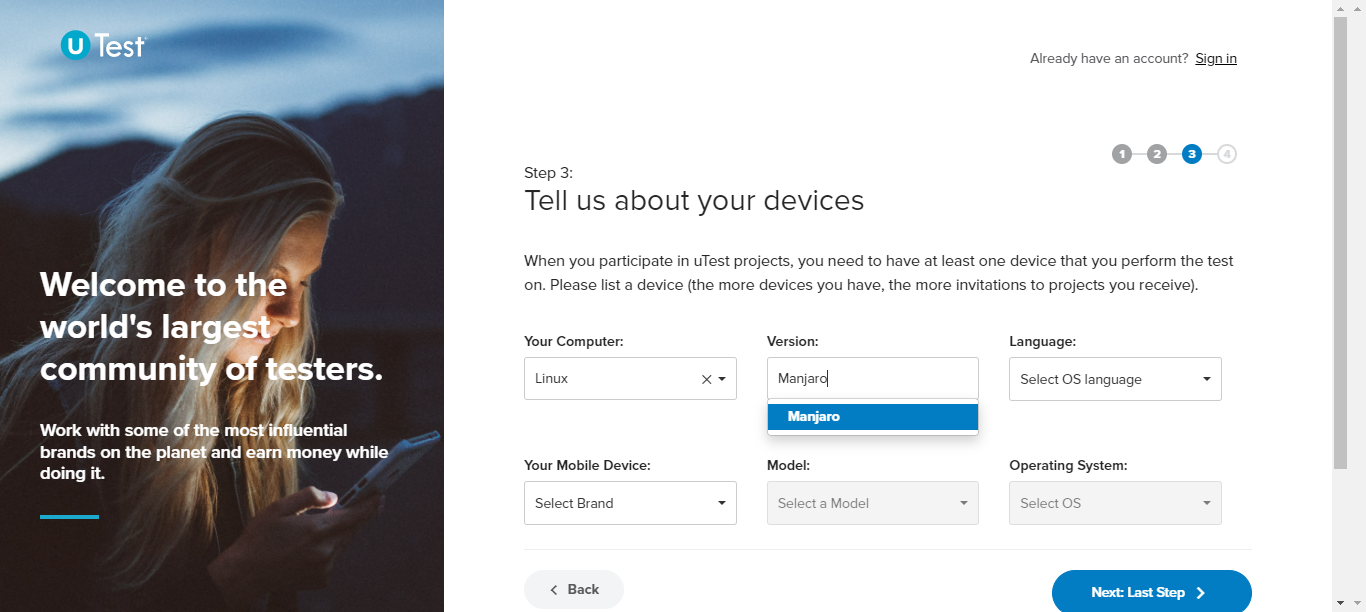 uTest
Already have an account? Sign in
1 2 3 4
Step 3:
Tell us about your devices
Welcome to the
world's largest
community of testers.
Work with some of the most influential
brands on the planet and earn money while
doing it.
When you participate in uTest projects, you need to have at least one device that you perform the test
on. Please list a device (the more devices you have, the more invitations to projects you receive).
Your Computer: Version: Language:
Linux Manjaro Select OS language
Manjaro
Your Mobile Device: Model: Operating System:
Select Brand Select a Model Select OS
Back Next: Last Step